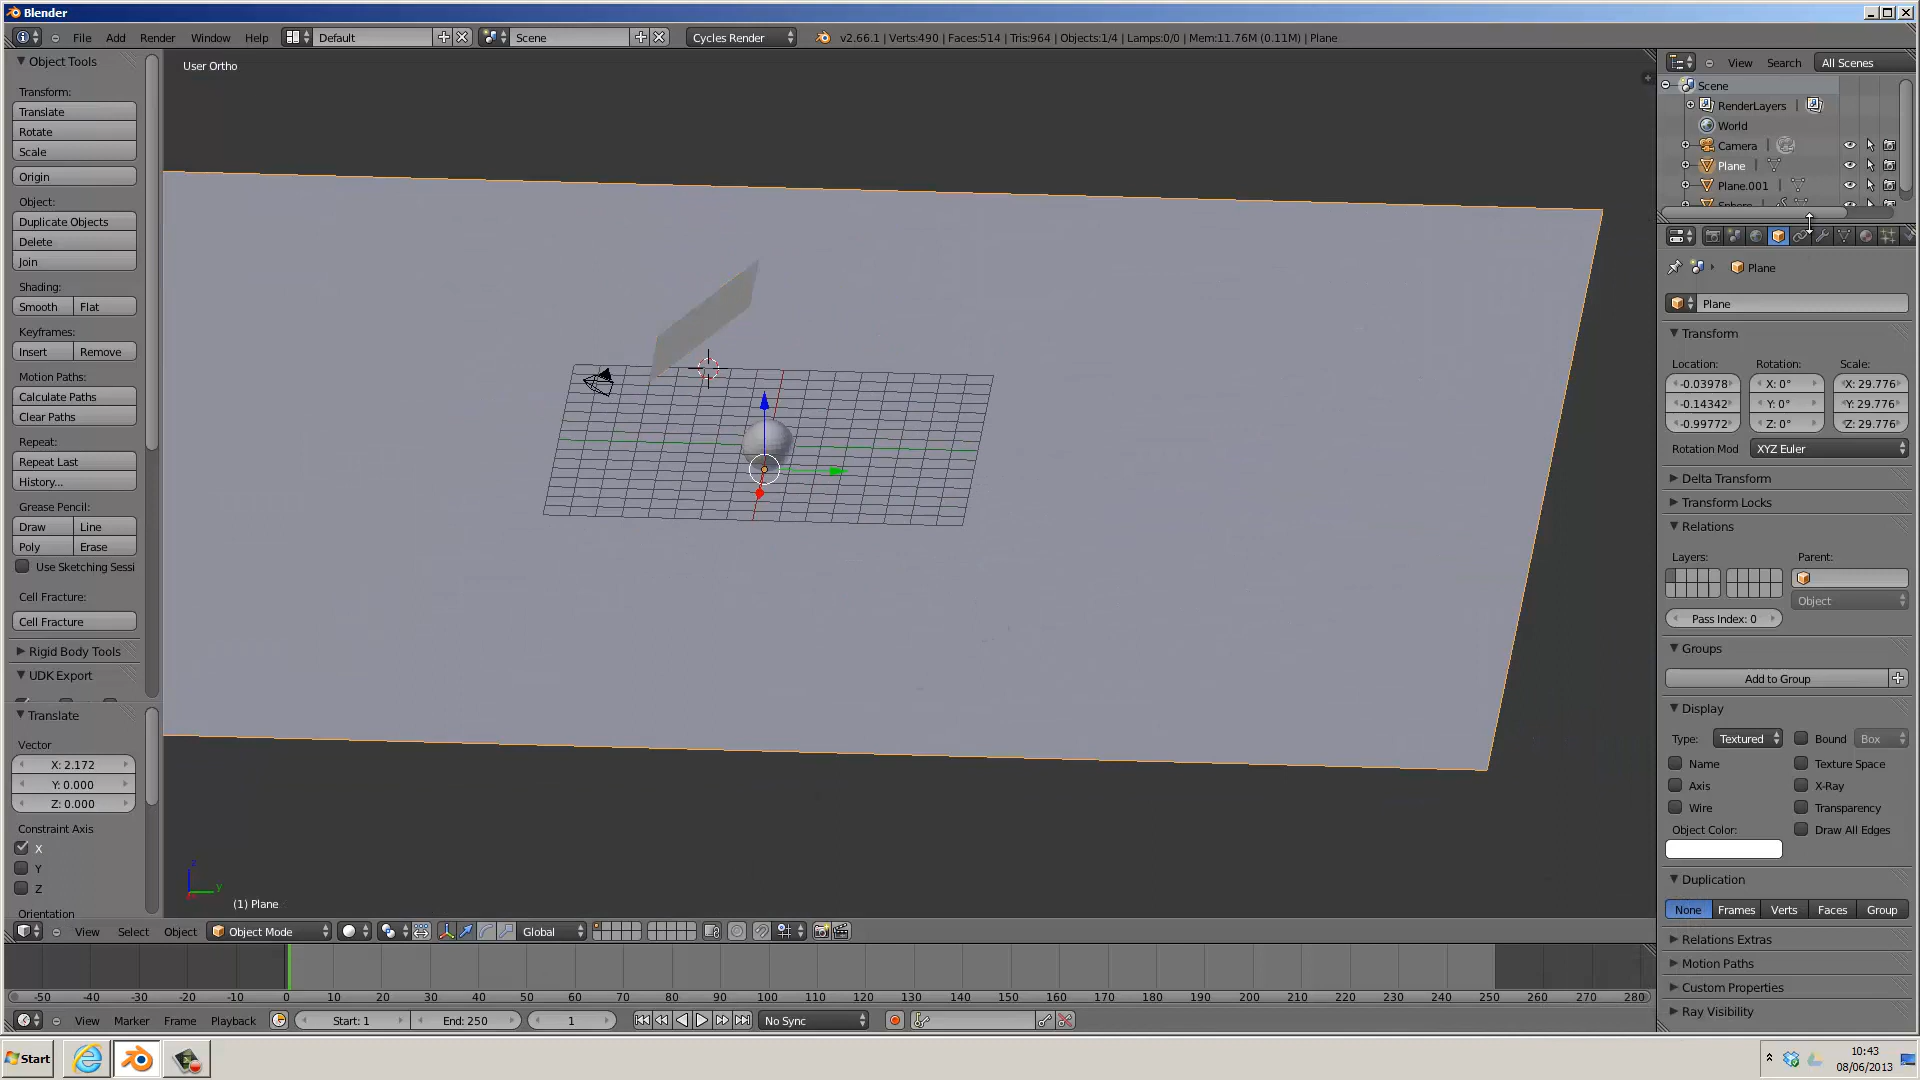 Blender
File Add Render Window Help Default Scene Cycles Render v2.66.1 | Verts:490 | Faces:514 | Tris:964 | Objects:1/4 | Lamps:0/0 | Mem:11.76M (0.11M) | Plane
Object Tools
Transform:
Translate
Rotate
Scale
Origin
Object:
Duplicate Objects
Delete
Join
Shading:
Smooth Flat
Keyframes:
Insert Remove
Motion Paths:
Calculate Paths
Clear Paths
Repeat:
Repeat Last
History...
Grease Pencil:
Draw Line
Poly Erase
Use Sketching Sessi
Cell Fracture:
Cell Fracture
Rigid Body Tools
UDK Export
Translate
Vector
X: 2.172
Y: 0.000
Z: 0.000
Constraint Axis
X
Y
Z
Orientation
User Ortho
z
y
(1) Plane
View Select Object Object Mode Global
-50 -40 -30 -20 -10 0 10 20 30 40 50 60 70 80 90 100 110 120 130 140 150 160 170 180 190 200 210 220 230 240 250 260 270 280
View Marker Frame Playback Start: 1 End: 250 1 No Sync
View Search All Scenes
Scene
RenderLayers
World
Camera
Plane
Plane.001
Sphere
Plane
Plane
Transform
Location: Rotation: Scale:
-0.03978 X: 0° X: 29.776
-0.14342 Y: 0° Y: 29.776
-0.99772 Z: 0° Z: 29.776
Rotation Mod XYZ Euler
Delta Transform
Transform Locks
Relations
Layers: Parent:
Object
Pass Index: 0
Groups
Add to Group
Display
Type: Textured Bound Box
Name Texture Space
Axis X-Ray
Wire Transparency
Object Color: Draw All Edges
Duplication
None Frames Verts Faces Group
Relations Extras
Motion Paths
Custom Properties
Ray Visibility
Start
10:43
08/06/2013